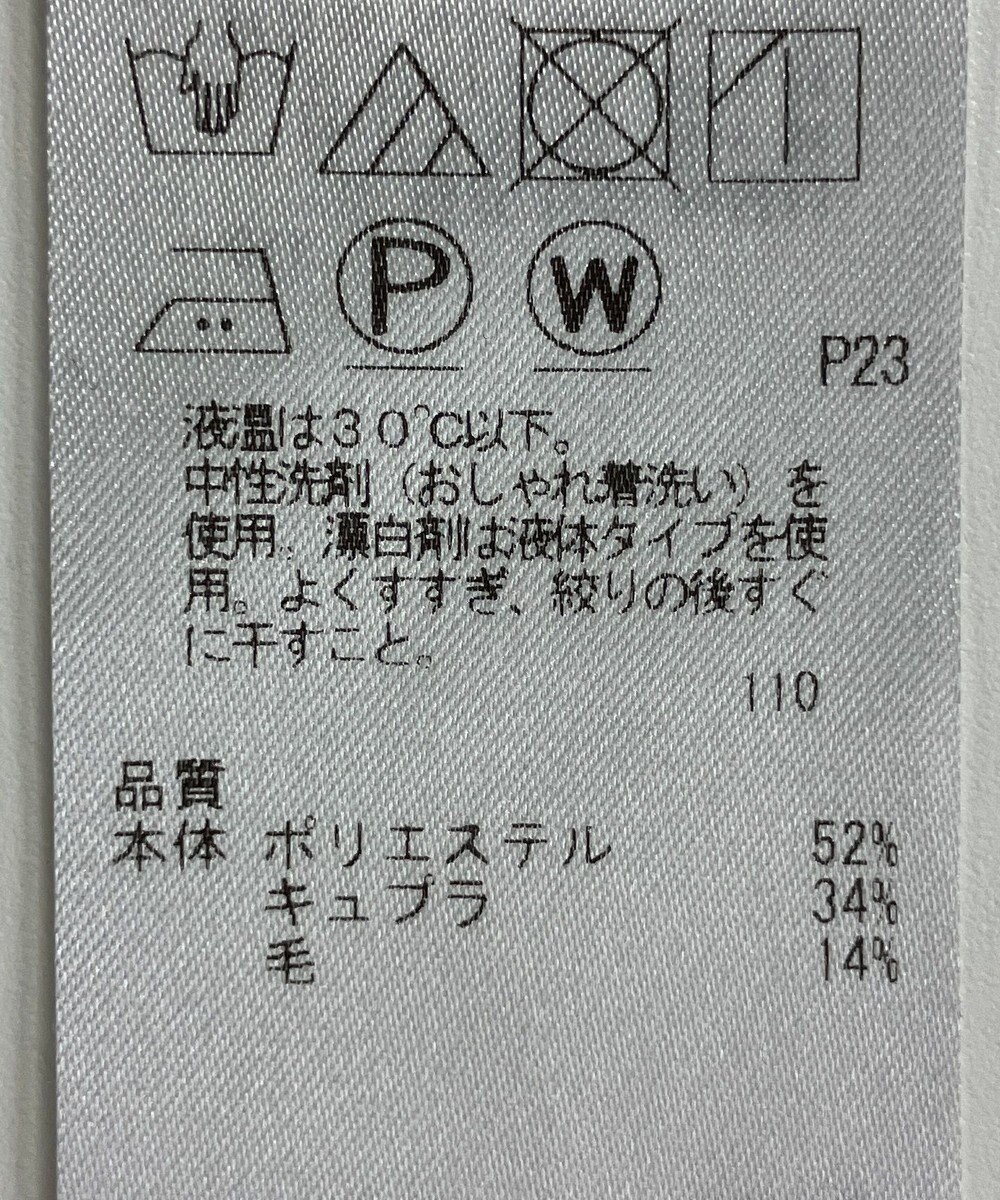 P
W
P23
液温は30℃以下。
中性洗剤(おしゃれ着洗い)を
使用。漂白剤は液体タイプを使
用。よくすすぎ、絞りの後すぐ
に干すこと。
110
品質
本体 ポリエステル 52%
キュプラ 34%
毛 14%